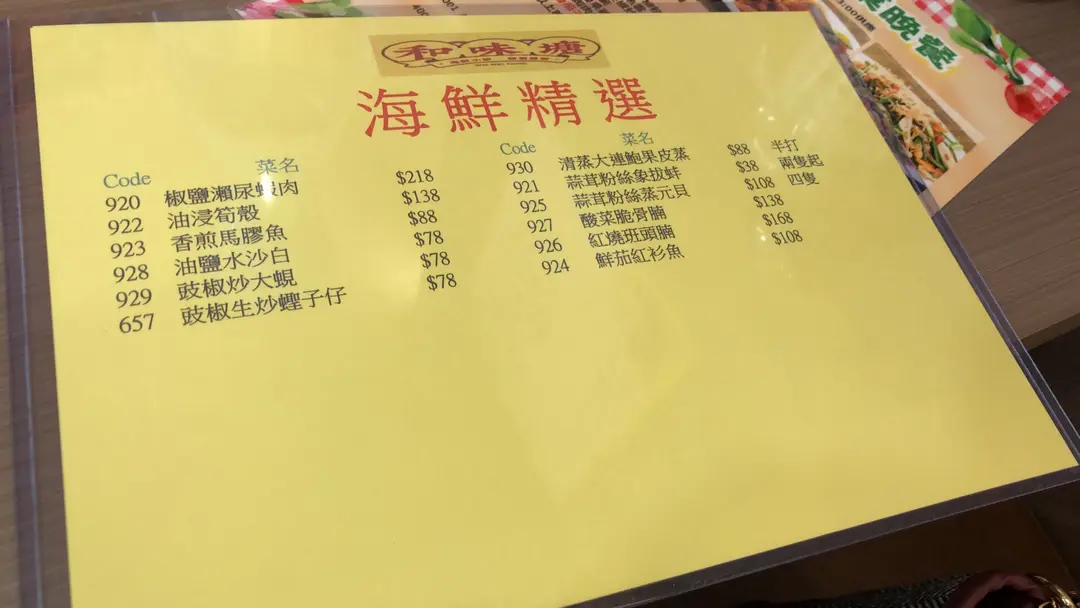 和味塘
海鮮精選
Code 菜名
920 椒鹽瀨尿蝦肉 $218
922 油浸筍殼 $138
923 香煎馬膠魚 $88
928 油鹽水沙白 $78
929 豉椒炒大蜆 $78
657 豉椒生炒蟶子仔 $78
Code 菜名
930 清蒸大連鮑果皮蒸 $88 半打
921 蒜茸粉絲象拔蚌 $38 兩隻起
925 蒜茸粉絲蒸元貝 $108 四隻
927 酸菜脆骨腩 $138
926 紅燒班頭腩 $168
924 鮮茄紅衫魚 $108
晚餐